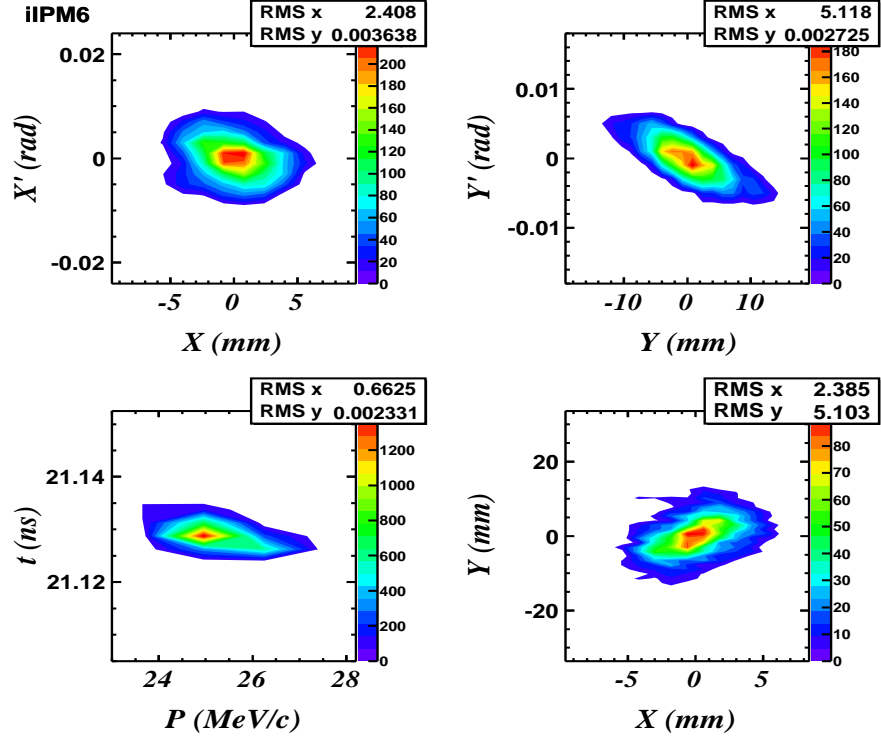 iIPM6
RMS x 2.408
RMS y 0.003638
0.02
0
-0.02
X' (rad)
-5 0 5
X (mm)
200
180
160
140
120
100
80
60
40
20
0
RMS x 5.118
RMS y 0.002725
0.01
0
-0.01
Y' (rad)
-10 0 10
Y (mm)
180
160
140
120
100
80
60
40
20
0
RMS x 0.6625
RMS y 0.002331
21.14
21.12
t (ns)
24 26 28
P (MeV/c)
1200
1000
800
600
400
200
0
RMS x 2.385
RMS y 5.103
20
0
-20
Y (mm)
-5 0 5
X (mm)
80
70
60
50
40
30
20
10
0